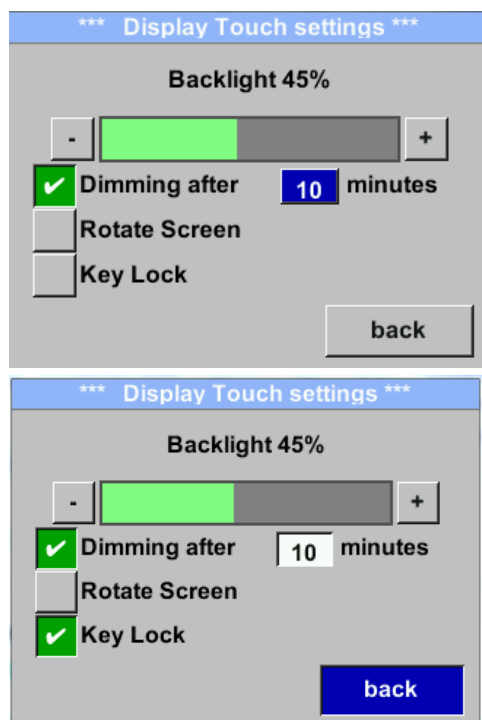 *** Display Touch settings ***
Backlight 45%
- +
✔ Dimming after 10 minutes
Rotate Screen
Key Lock
back
*** Display Touch settings ***
Backlight 45%
- +
✔ Dimming after 10 minutes
Rotate Screen
✔ Key Lock
back